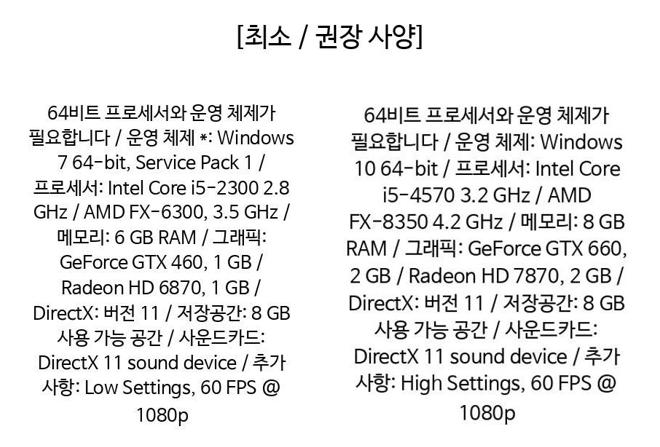 [최소 / 권장 사양]
64비트 프로세서와 운영 체제가
필요합니다 / 운영 체제 *: Windows
7 64-bit, Service Pack 1 /
프로세서: Intel Core i5-2300 2.8
GHz / AMD FX-6300, 3.5 GHz /
메모리: 6 GB RAM / 그래픽:
GeForce GTX 460, 1 GB /
Radeon HD 6870, 1 GB /
DirectX: 버전 11 / 저장공간: 8 GB
사용 가능 공간 / 사운드카드:
DirectX 11 sound device / 추가
사항: Low Settings, 60 FPS @
1080p
64비트 프로세서와 운영 체제가
필요합니다 / 운영 체제: Windows
10 64-bit / 프로세서: Intel Core
i5-4570 3.2 GHz / AMD
FX-8350 4.2 GHz / 메모리: 8 GB
RAM / 그래픽: GeForce GTX 660,
2 GB / Radeon HD 7870, 2 GB /
DirectX: 버전 11 / 저장공간: 8 GB
사용 가능 공간 / 사운드카드:
DirectX 11 sound device / 추가
사항: High Settings, 60 FPS @
1080p